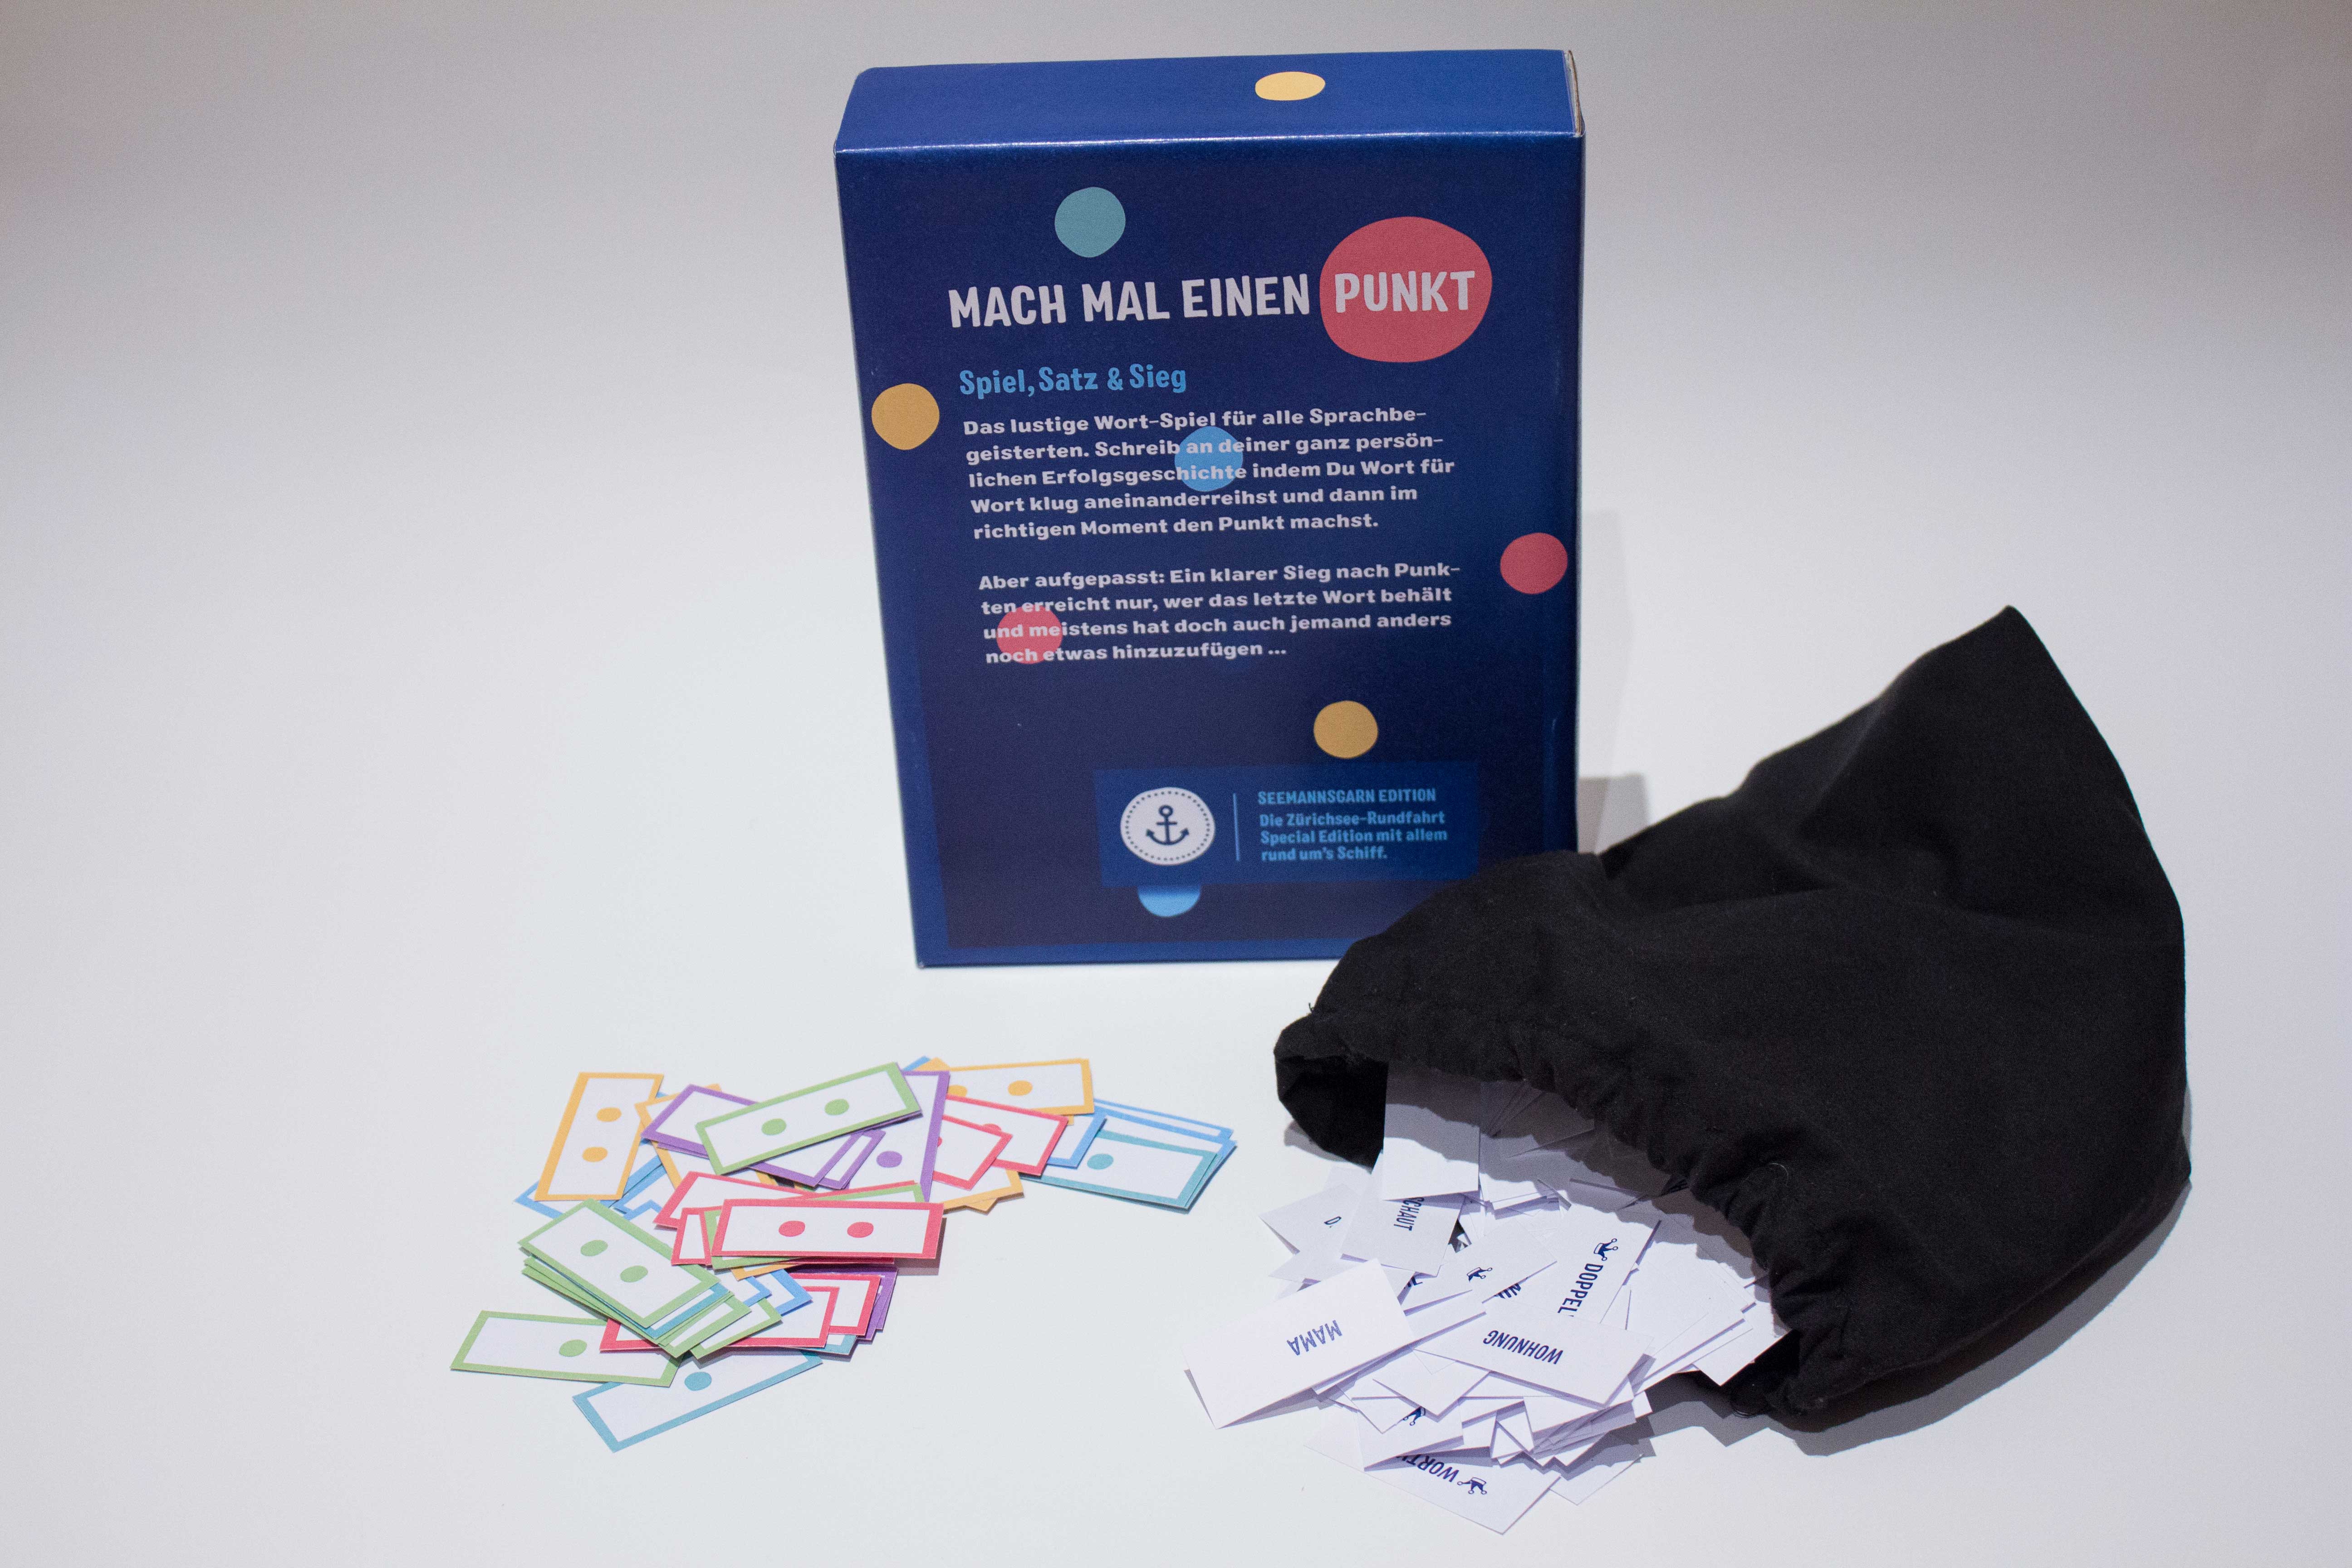 MACH MAL EINEN PUNKT
Spiel, Satz & Sieg
Das lustige Wort-Spiel für alle Sprachbe-
geisterten. Schreib an deiner ganz persön-
lichen Erfolgsgeschichte indem Du Wort für
Wort klug aneinanderreihst und dann im
richtigen Moment den Punkt machst.
Aber aufgepasst: Ein klarer Sieg nach Punk-
ten erreicht nur, wer das letzte Wort behält
und meistens hat doch auch jemand anders
noch etwas hinzuzufügen ...
SEEMANNSGARN EDITION
Die Zürichsee-Rundfahrt
Special Edition mit allem
rund um's Schiff.
DOPPEL
MAMA
WOHNUNG